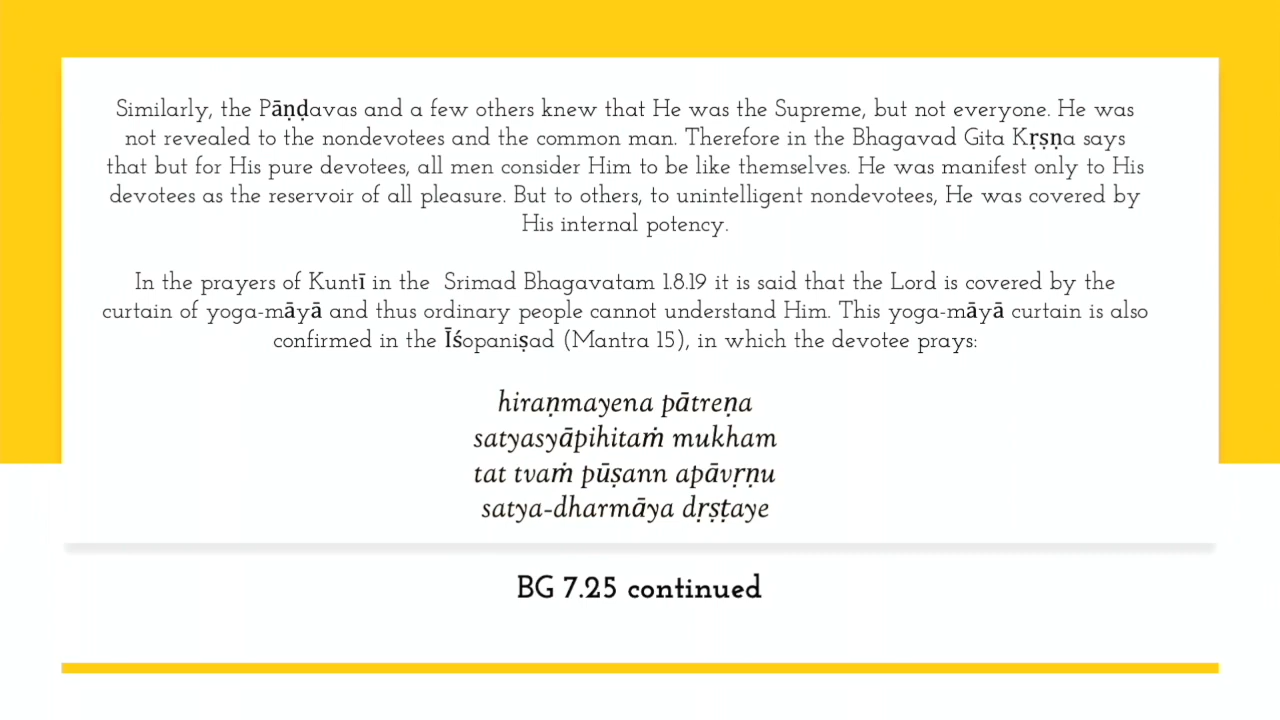 Similarly, the Pāṇḍavas and a few others knew that He was the Supreme, but not everyone. He was
not revealed to the nondevotees and the common man. Therefore in the Bhagavad Gita Kṛṣṇa says
that but for His pure devotees, all men consider Him to be like themselves. He was manifest only to His
devotees as the reservoir of all pleasure. But to others, to unintelligent nondevotees, He was covered by
His internal potency.
In the prayers of Kuntī in the Srimad Bhagavatam 1.8.19 it is said that the Lord is covered by the
curtain of yoga-māyā and thus ordinary people cannot understand Him. This yoga-māyā curtain is also
confirmed in the Īśopaniṣad (Mantra 15), in which the devotee prays:
hiraṇmayena pātreṇa
satyasyāpihitaṁ mukham
tat tvaṁ pūṣann apāvṛṇu
satya-dharmāya dṛṣṭaye
BG 7.25 continued